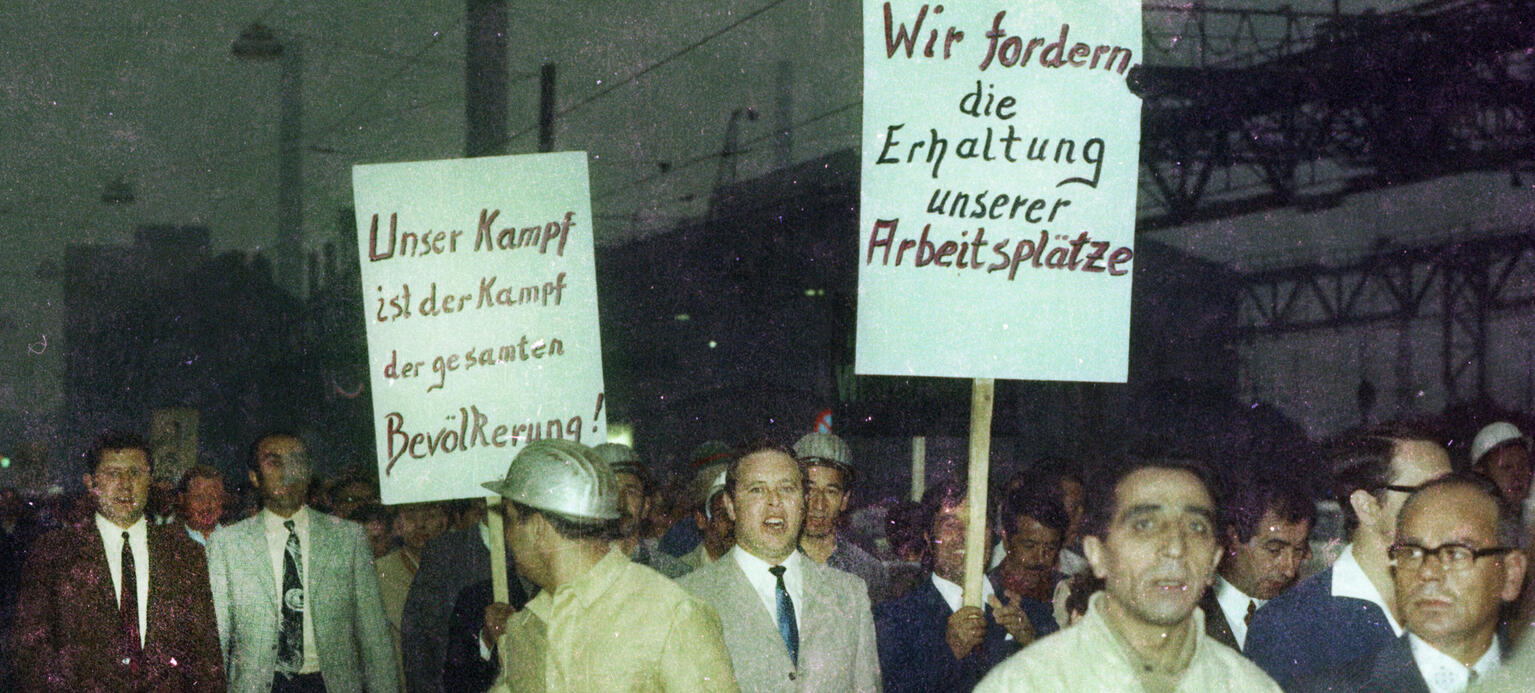 Unser Kampf
ist der Kampf
der gesamten
Bevölkerung!
Wir fordern
die
Erhaltung
unserer
Arbeitsplätze